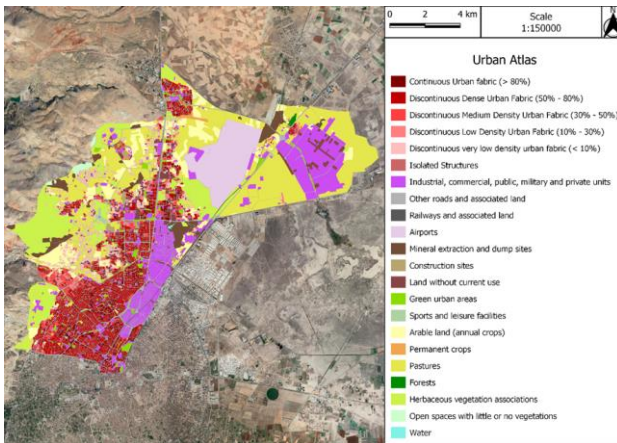 0 2 4 km
Scale
1:150000
N
Urban Atlas
Continuous Urban fabric (> 80%)
Discontinuous Dense Urban Fabric (50% - 80%)
Discontinuous Medium Density Urban Fabric (30% - 50%)
Discontinuous Low Density Urban Fabric (10% - 30%)
Discontinuous very low density urban fabric (< 10%)
Isolated Structures
Industrial, commercial, public, military and private units
Other roads and associated land
Railways and associated land
Airports
Mineral extraction and dump sites
Construction sites
Land without current use
Green urban areas
Sports and leisure facilities
Arable land (annual crops)
Permanent crops
Pastures
Forests
Herbaceous vegetation associations
Open spaces with little or no vegetations
Water